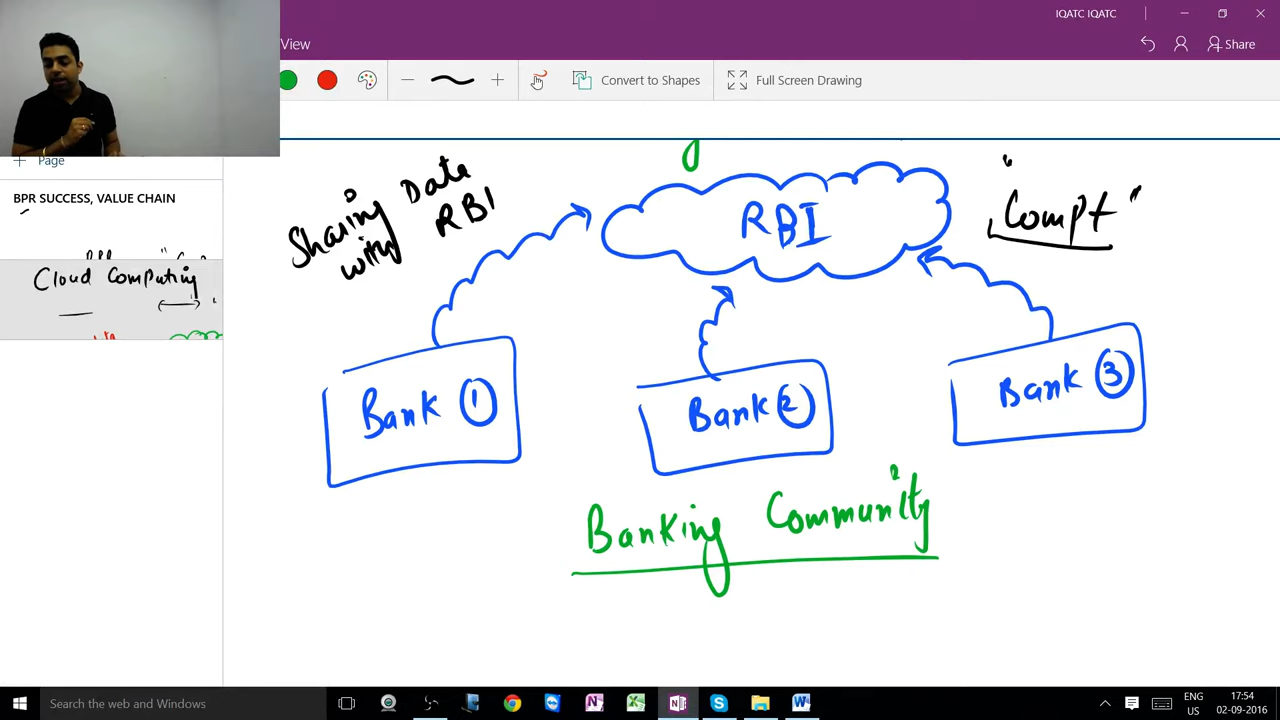 IQATC IQATC
View
Share
Convert to Shapes
Full Screen Drawing
+ Page
BPR SUCCESS, VALUE CHAIN
Cloud Computing
Sharing Data
with RBI
RBI
"Compt"
Bank 1
Bank 2
Bank 3
Banking Community
Search the web and Windows
ENG
US
17:54
02-09-2016